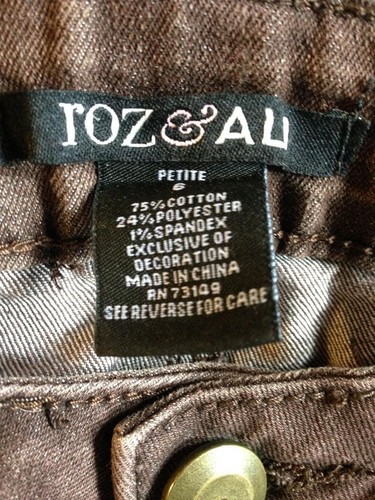 roz&ALi
PETITE
6
75% COTTON
24% POLYESTER
1% SPANDEX
EXCLUSIVE OF
DECORATION
MADE IN CHINA
RN 73149
SEE REVERSE FOR CARE